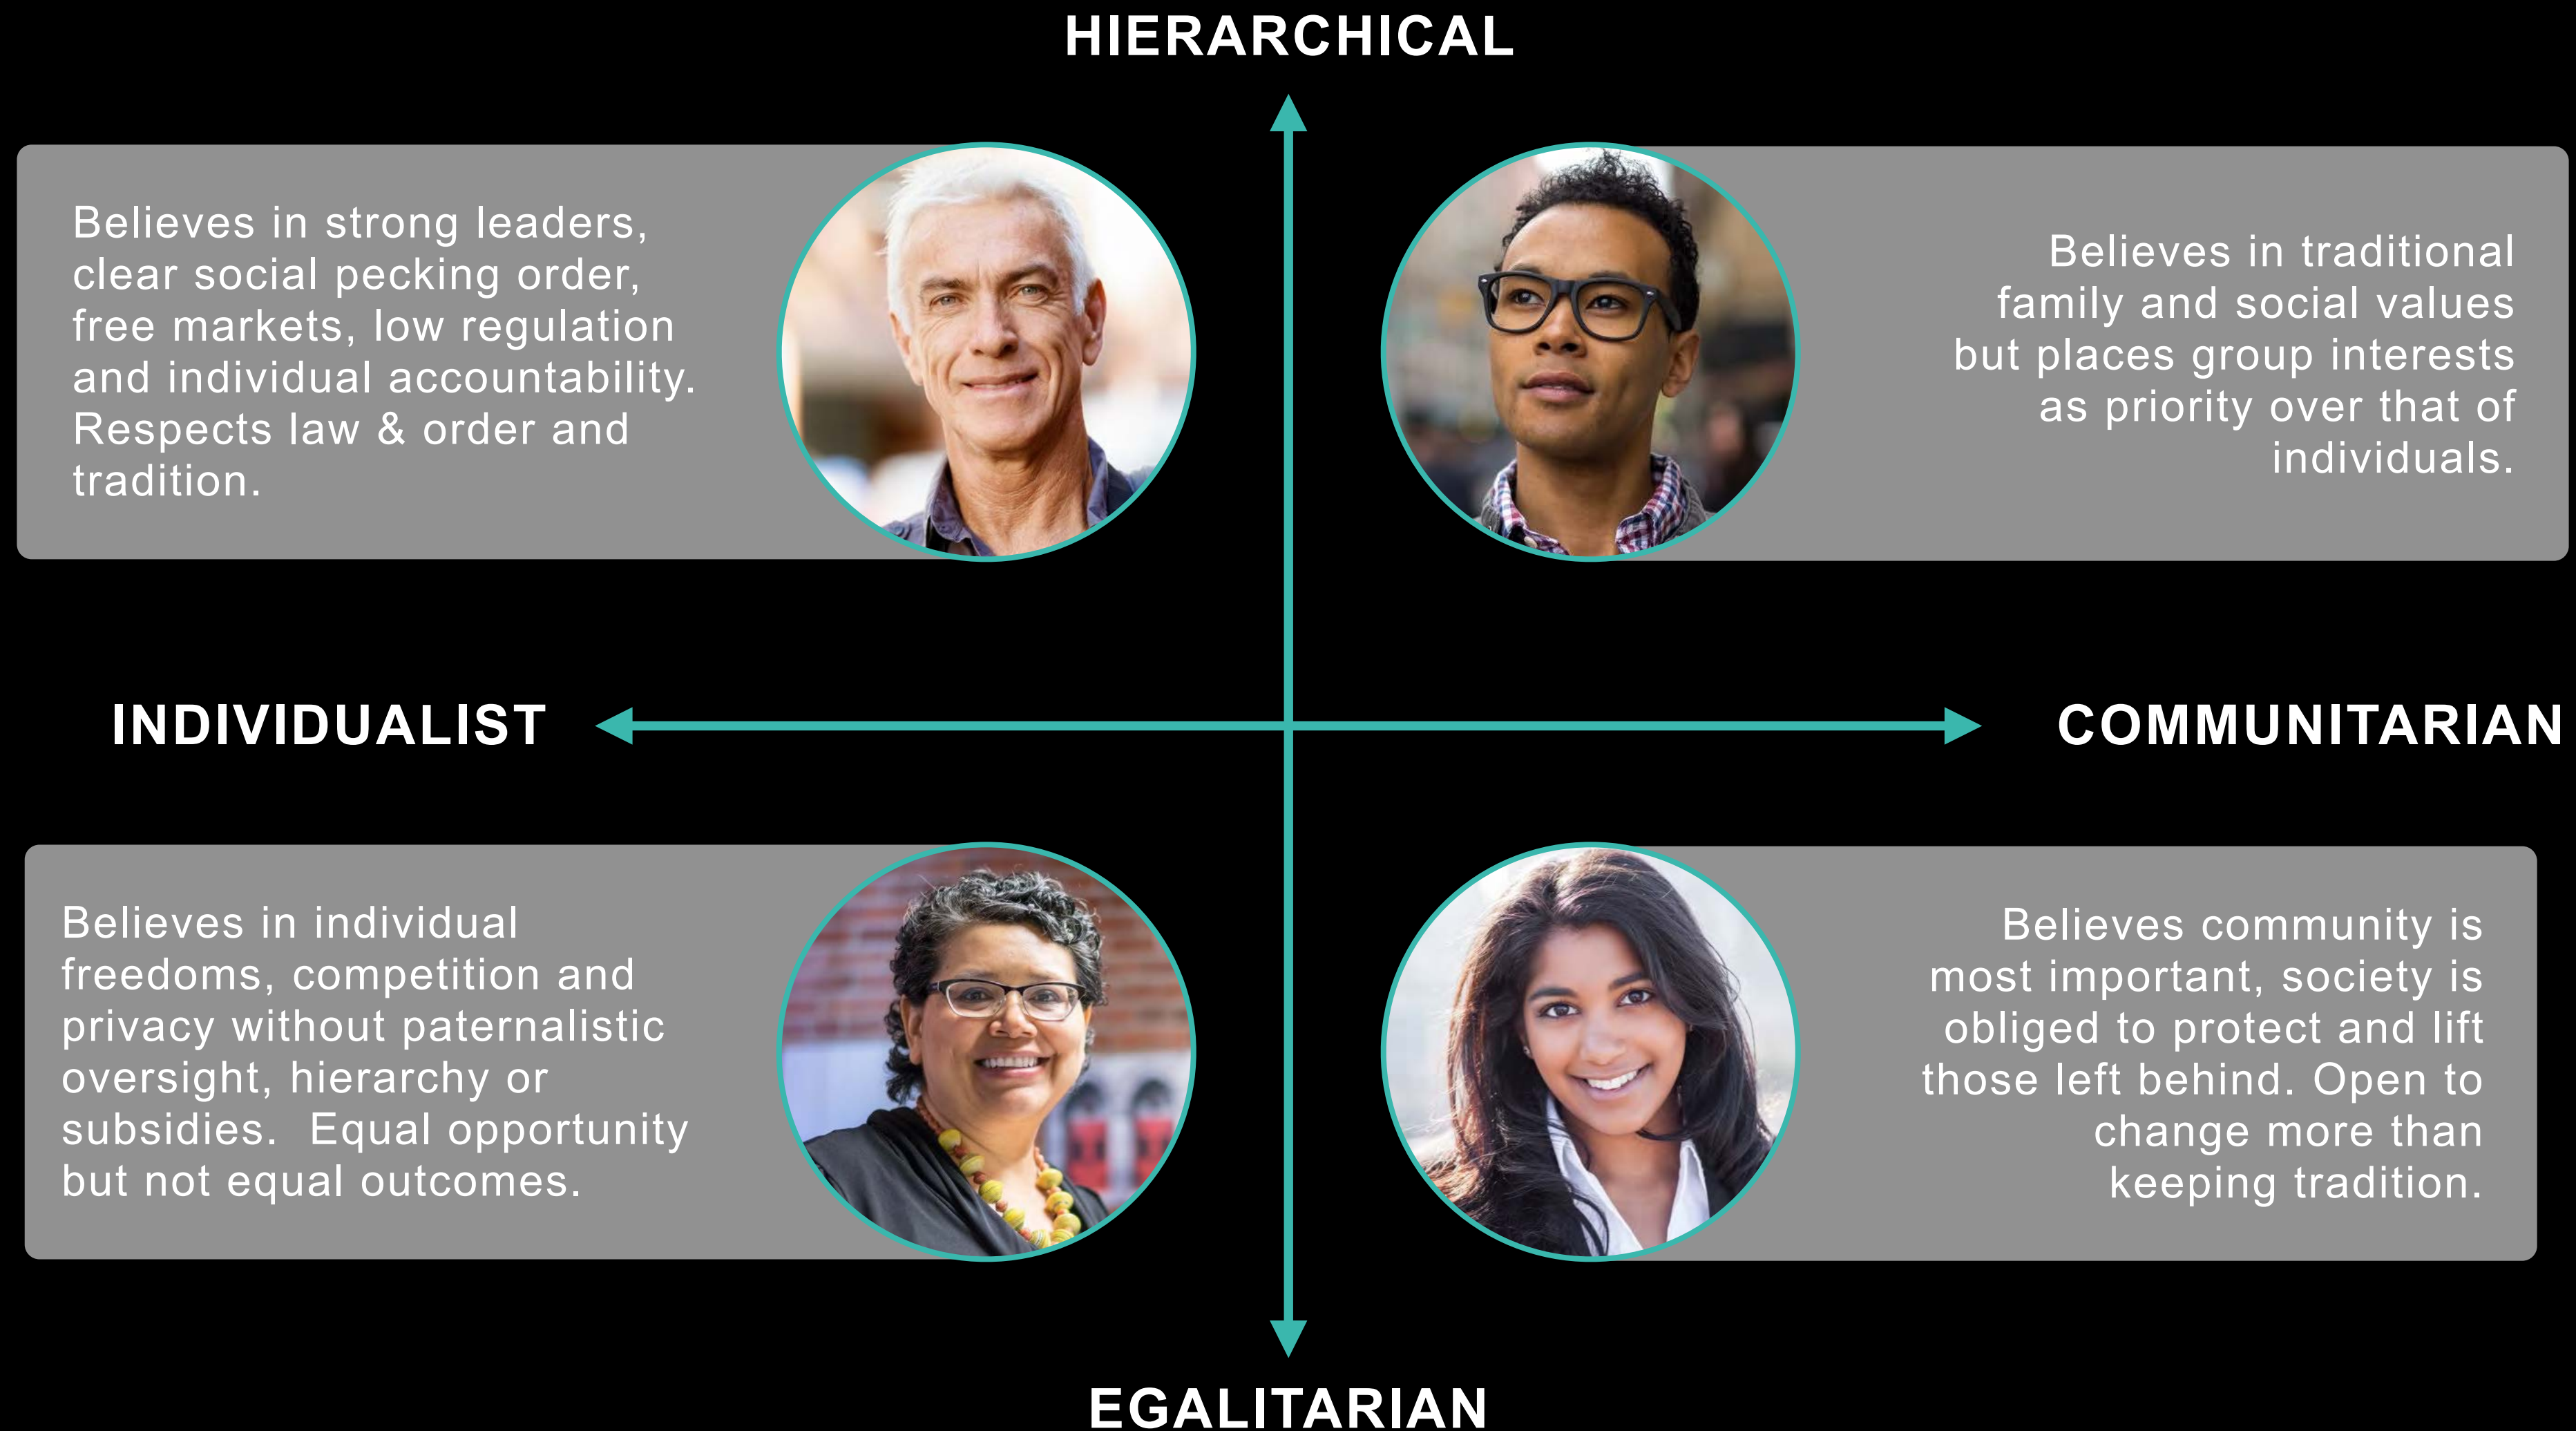 HIERARCHICAL
Believes in strong leaders,
clear social pecking order,
free markets, low regulation
and individual accountability.
Respects law & order and
tradition.
Believes in traditional
family and social values
but places group interests
as priority over that of
individuals.
INDIVIDUALIST
COMMUNITARIAN
Believes in individual
freedoms, competition and
privacy without paternalistic
oversight, hierarchy or
subsidies.  Equal opportunity
but not equal outcomes.
Believes community is
most important, society is
obliged to protect and lift
those left behind. Open to
change more than
keeping tradition.
EGALITARIAN